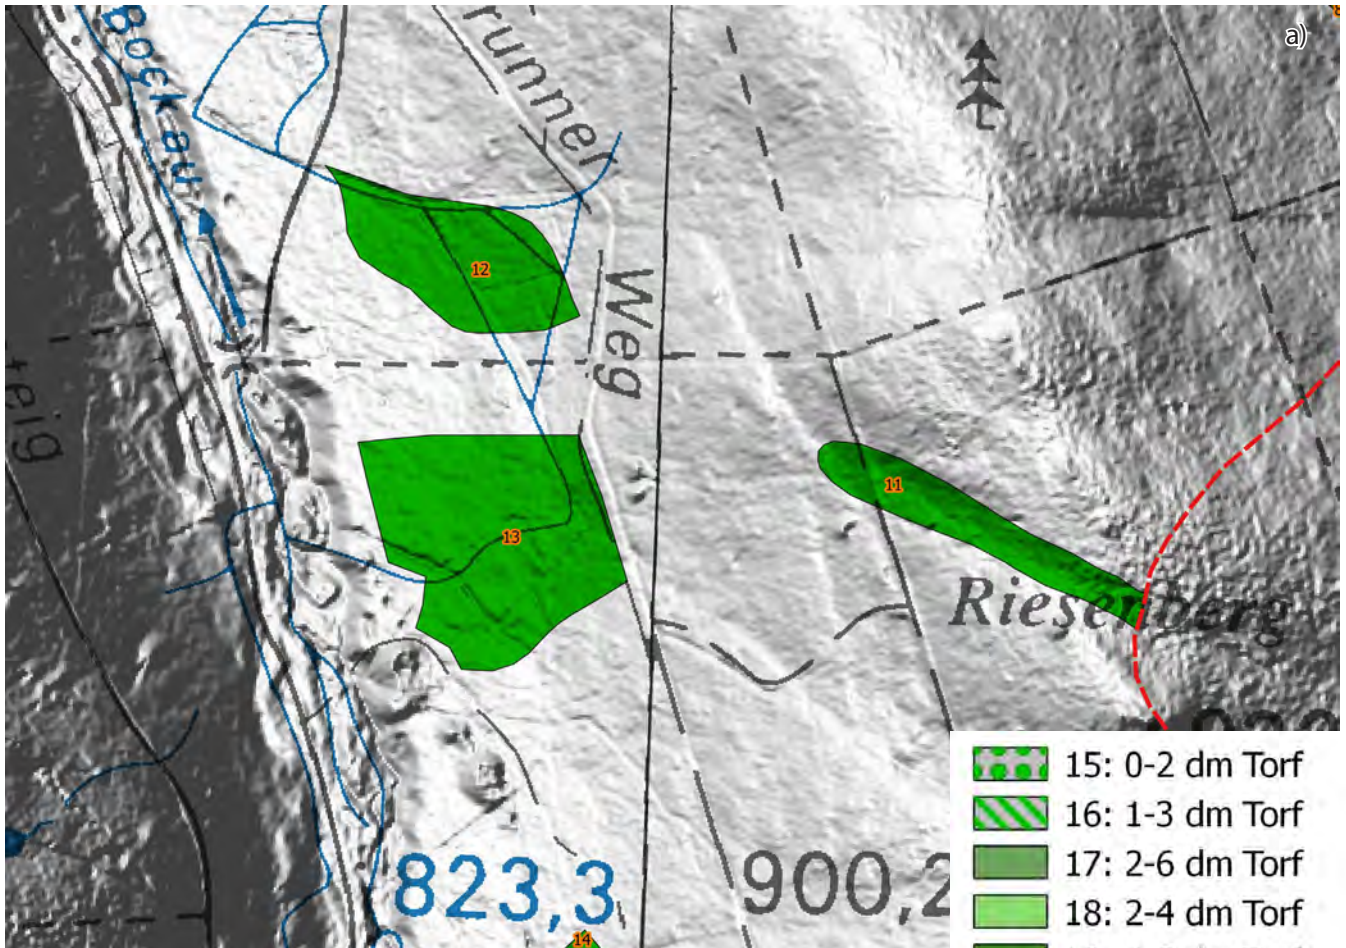 a)
Bockau
runner
Weg
teig
12
11
13
Riesenberg
823,3
900,2
14
15: 0-2 dm Torf
16: 1-3 dm Torf
17: 2-6 dm Torf
18: 2-4 dm Torf